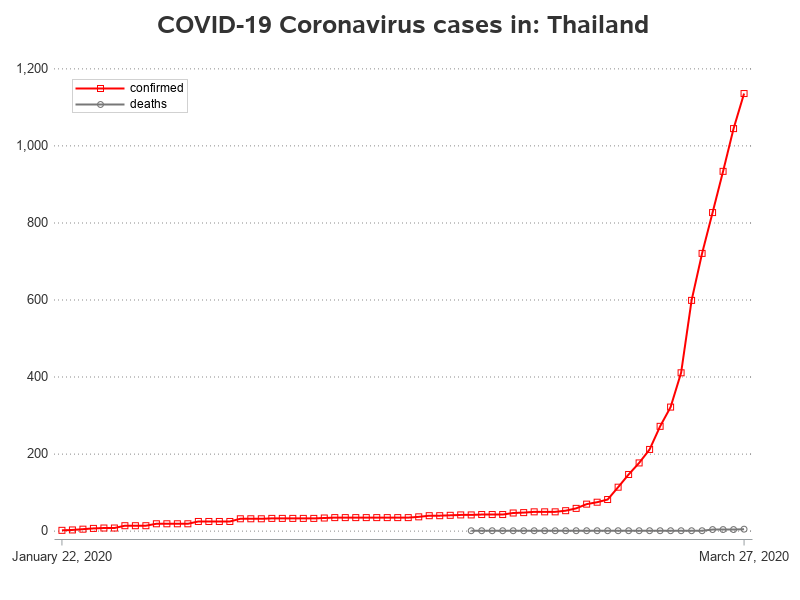 COVID-19 Coronavirus cases in: Thailand
1,200
confirmed
deaths
1,000
800
600
400
200
0
January 22, 2020
March 27, 2020